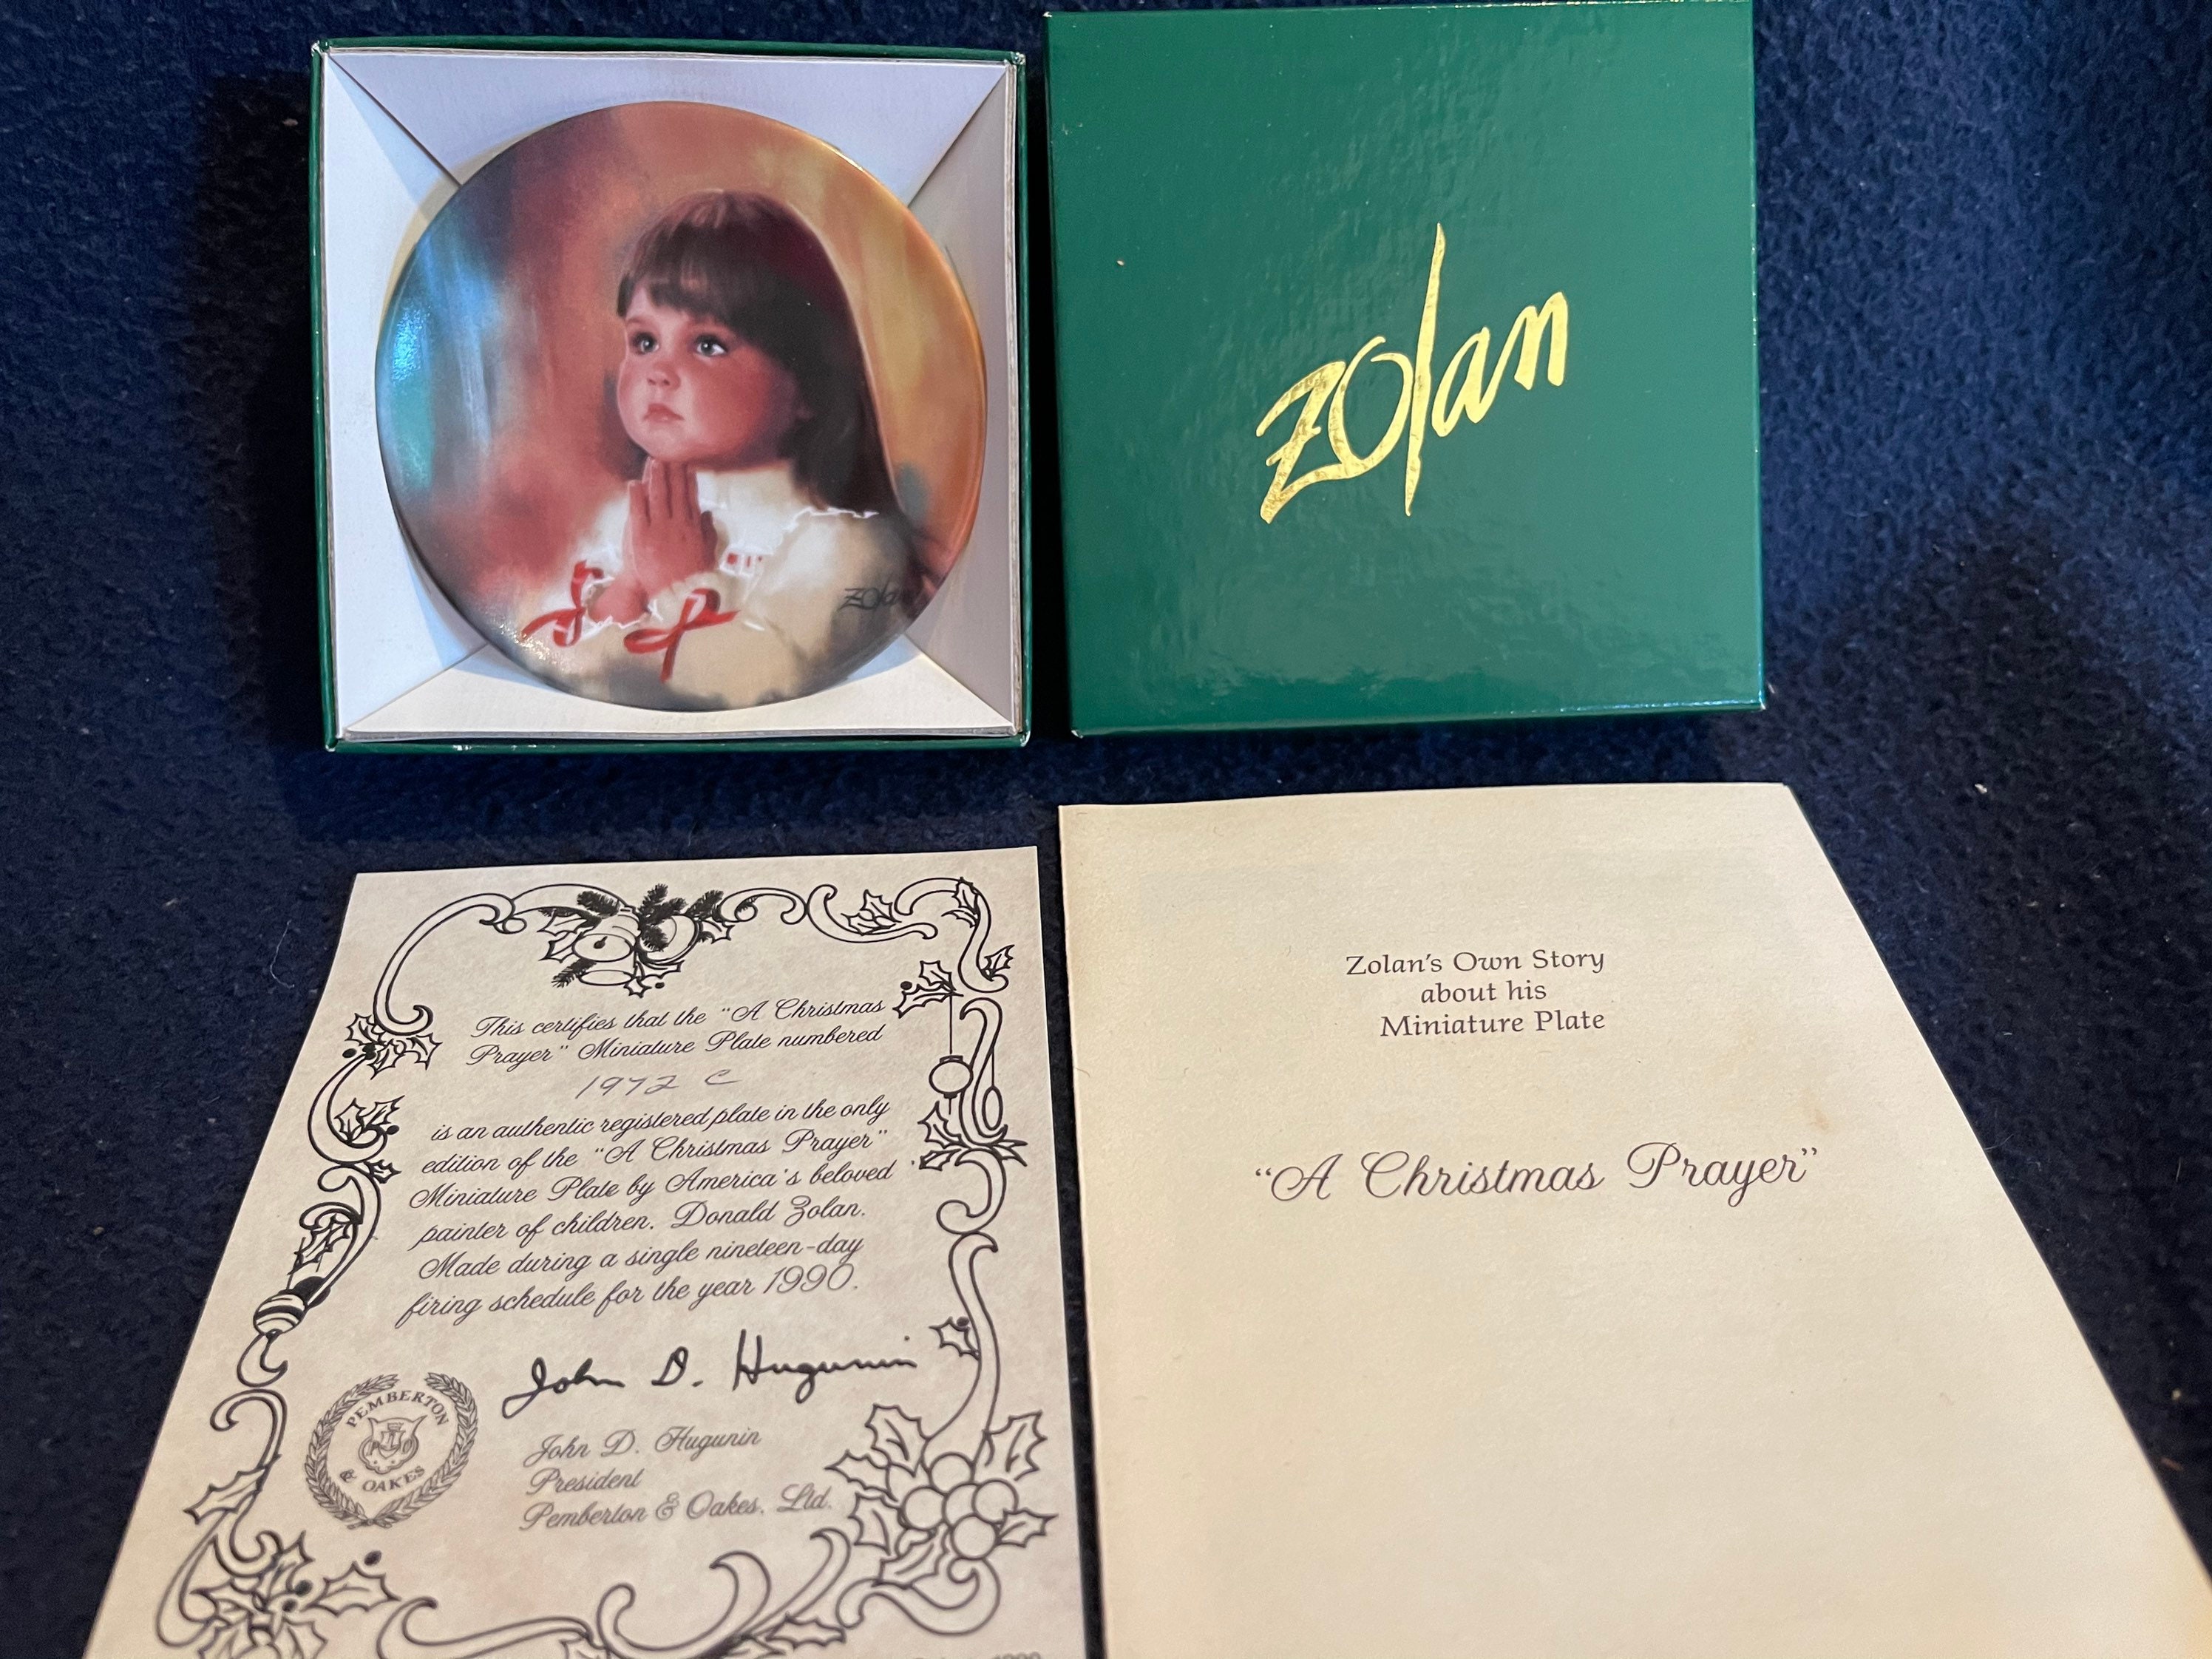 Zolan
Zolan
This certifies that the "A Christmas
Prayer" Miniature Plate numbered
1972 C
is an authentic registered plate in the only
edition of the "A Christmas Prayer"
Miniature Plate by America's beloved
painter of children, Donald Zolan.
Made during a single nineteen-day
firing schedule for the year 1990.
John D. Hugunin
PEMBERTON
& OAKES
John D. Hugunin
President
Pemberton & Oakes, Ltd.
Zolan's Own Story
about his
Miniature Plate
"A Christmas Prayer"